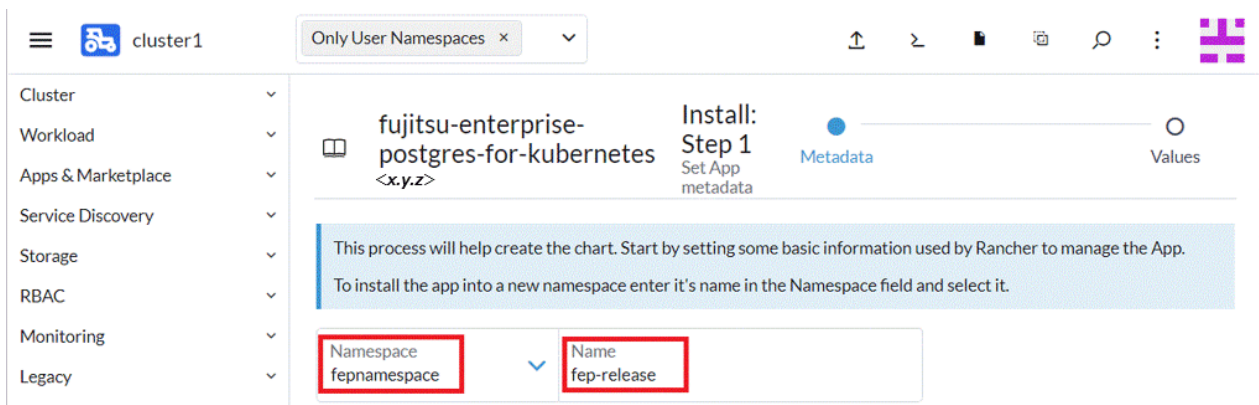 cluster1
Only User Namespaces ×
Cluster
Workload
Apps & Marketplace
Service Discovery
Storage
RBAC
Monitoring
Legacy
fujitsu-enterprise-
postgres-for-kubernetes
<x.y.z>
Install:
Step 1
Set App
metadata
Metadata
Values
This process will help create the chart. Start by setting some basic information used by Rancher to manage the App.
To install the app into a new namespace enter it's name in the Namespace field and select it.
Namespace
fepnamespace
Name
fep-release